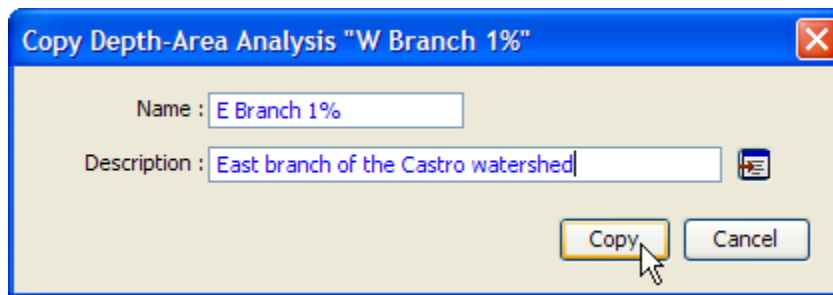 Copy Depth-Area Analysis "W Branch 1%"
Name : E Branch 1%
Description : East branch of the Castro watershed
Copy Cancel